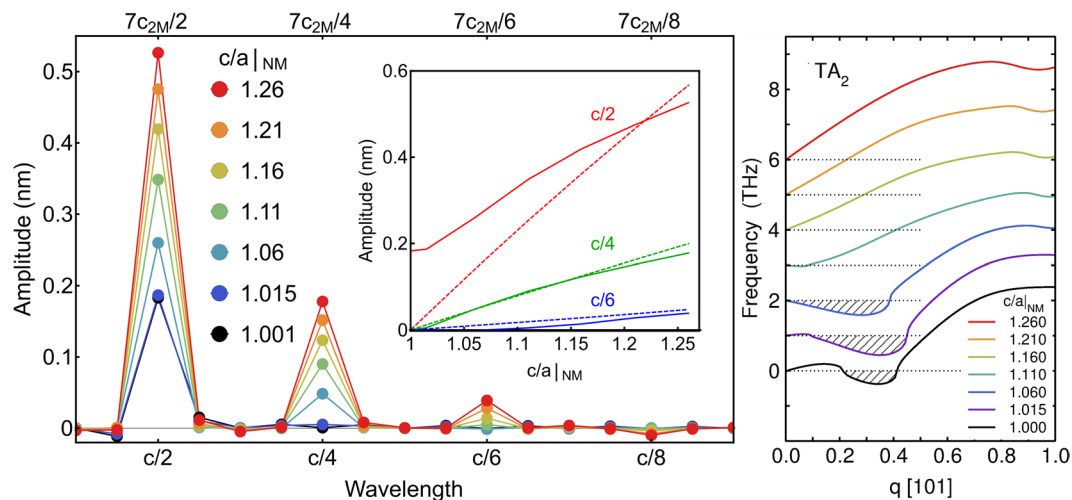 7c2M/2 7c2M/4 7c2M/6 7c2M/8
Amplitude (nm)
0.5
0.4
0.3
0.2
0.1
0
c/a|NM
1.26
1.21
1.16
1.11
1.06
1.015
1.001
c/2 c/4 c/6 c/8
Wavelength
Amplitude (nm)
0.6
0.4
0.2
0
c/2
c/4
c/6
1 1.05 1.1 1.15 1.2 1.25
c/a|NM
TA2
Frequency (THz)
8
6
4
2
0
c/a|NM
1.260
1.210
1.160
1.110
1.060
1.015
1.000
0.0 0.2 0.4 0.6 0.8 1.0
q [101]